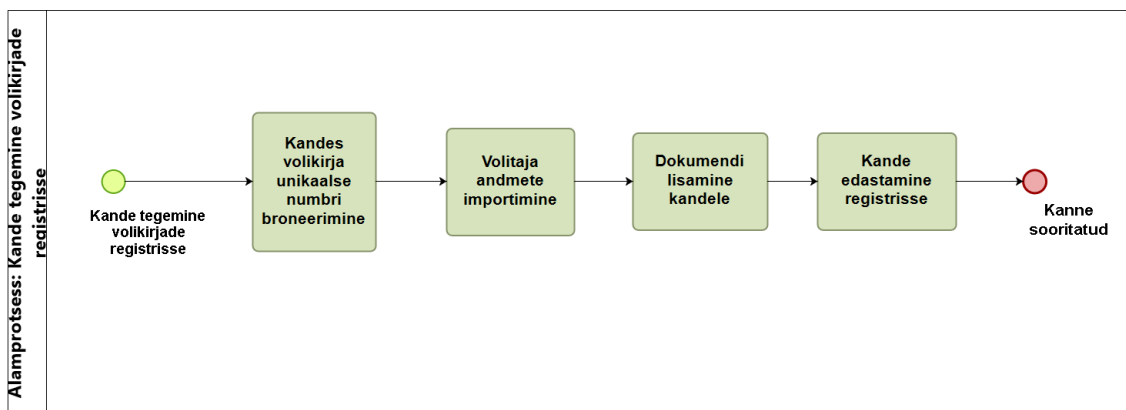 Alamprotsess: Kande tegemine volikirjade
registrisse
Kande tegemine
volikirjade
registrisse
Kandes
volikirja
unikaalse
numbri
broneerimine
Volitaja
andmete
importimine
Dokumendi
lisamine
kandele
Kande
edastamine
registrisse
Kanne
sooritatud